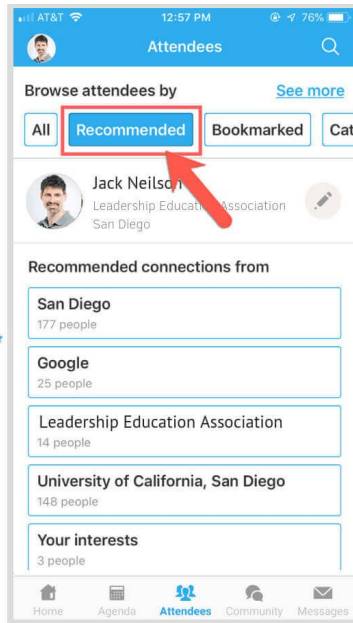 AT&T 12:57 PM 76%
Attendees
Browse attendees by See more
All Recommended Bookmarked Cat
Jack Neilson
Leadership Education Association
San Diego
Recommended connections from
San Diego
177 people
Google
25 people
Leadership Education Association
14 people
University of California, San Diego
148 people
Your interests
3 people
Home Agenda Attendees Community Messages